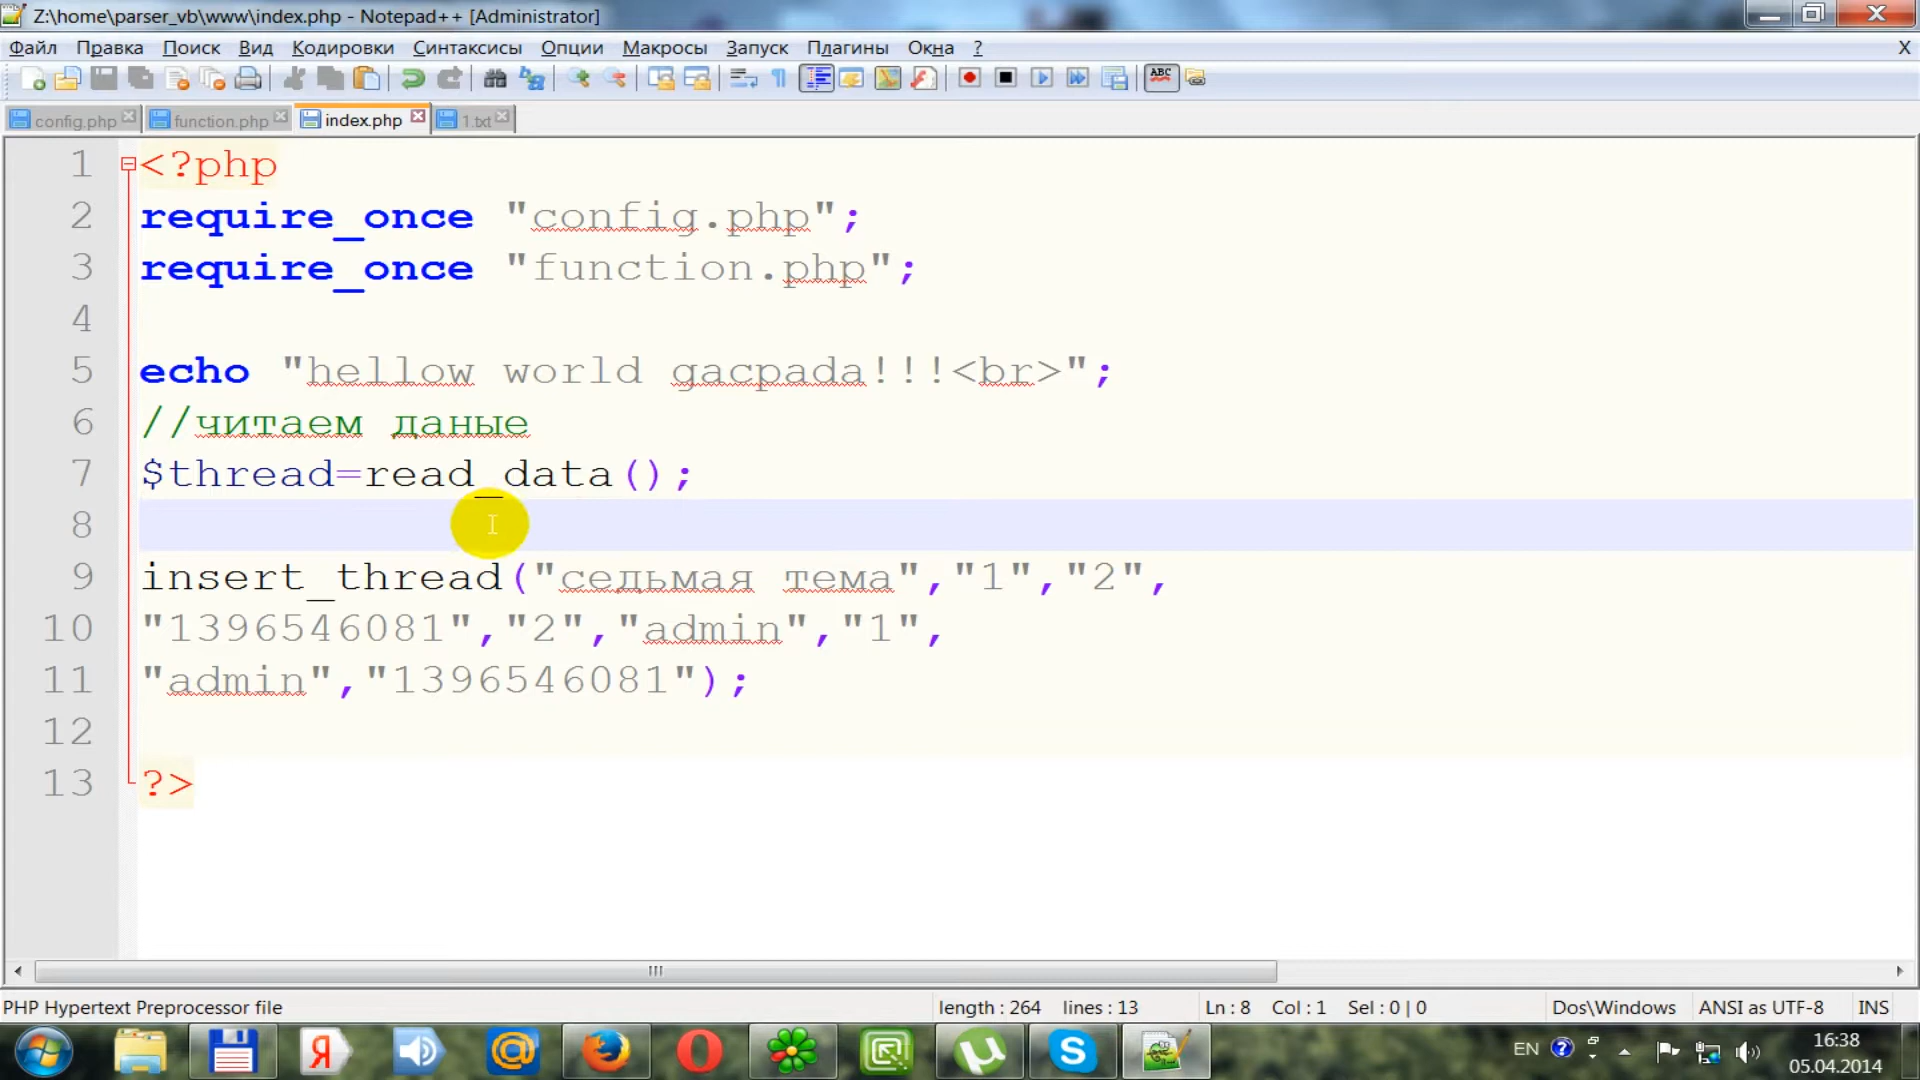 Z:\home\parser_vb\www\index.php - Notepad++ [Administrator]
Файл Правка Поиск Вид Кодировки Синтаксисы Опции Макросы Запуск Плагины Окна ? X
ABC
config.php function.php index.php 1.txt
1 <?php
2 require_once "config.php";
3 require_once "function.php";
4
5 echo "hellow world gacpada!!!<br>";
6 //читаем даные
7 $thread=read_data();
8
9 insert_thread("седьмая тема","1","2",
10 "1396546081","2","admin","1",
11 "admin","1396546081");
12
13 ?>
PHP Hypertext Preprocessor file length : 264 lines : 13 Ln : 8 Col : 1 Sel : 0 | 0 Dos\Windows ANSI as UTF-8 INS
EN 16:38
05.04.2014